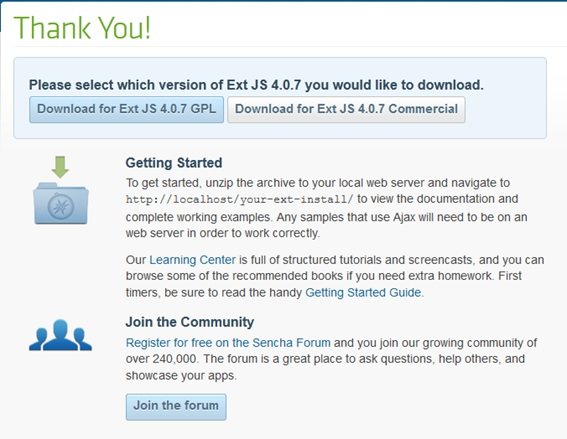 Thank You!
Please select which version of Ext JS 4.0.7 you would like to download.
Download for Ext JS 4.0.7 GPL
Download for Ext JS 4.0.7 Commercial
Getting Started
To get started, unzip the archive to your local web server and navigate to
http://localhost/your-ext-install/ to view the documentation and
complete working examples. Any samples that use Ajax will need to be on an
web server in order to work correctly.
Our Learning Center is full of structured tutorials and screencasts, and you can
browse some of the recommended books if you need extra homework. First
timers, be sure to read the handy Getting Started Guide.
Join the Community
Register for free on the Sencha Forum and you join our growing community of
over 240,000. The forum is a great place to ask questions, help others, and
showcase your apps.
Join the forum